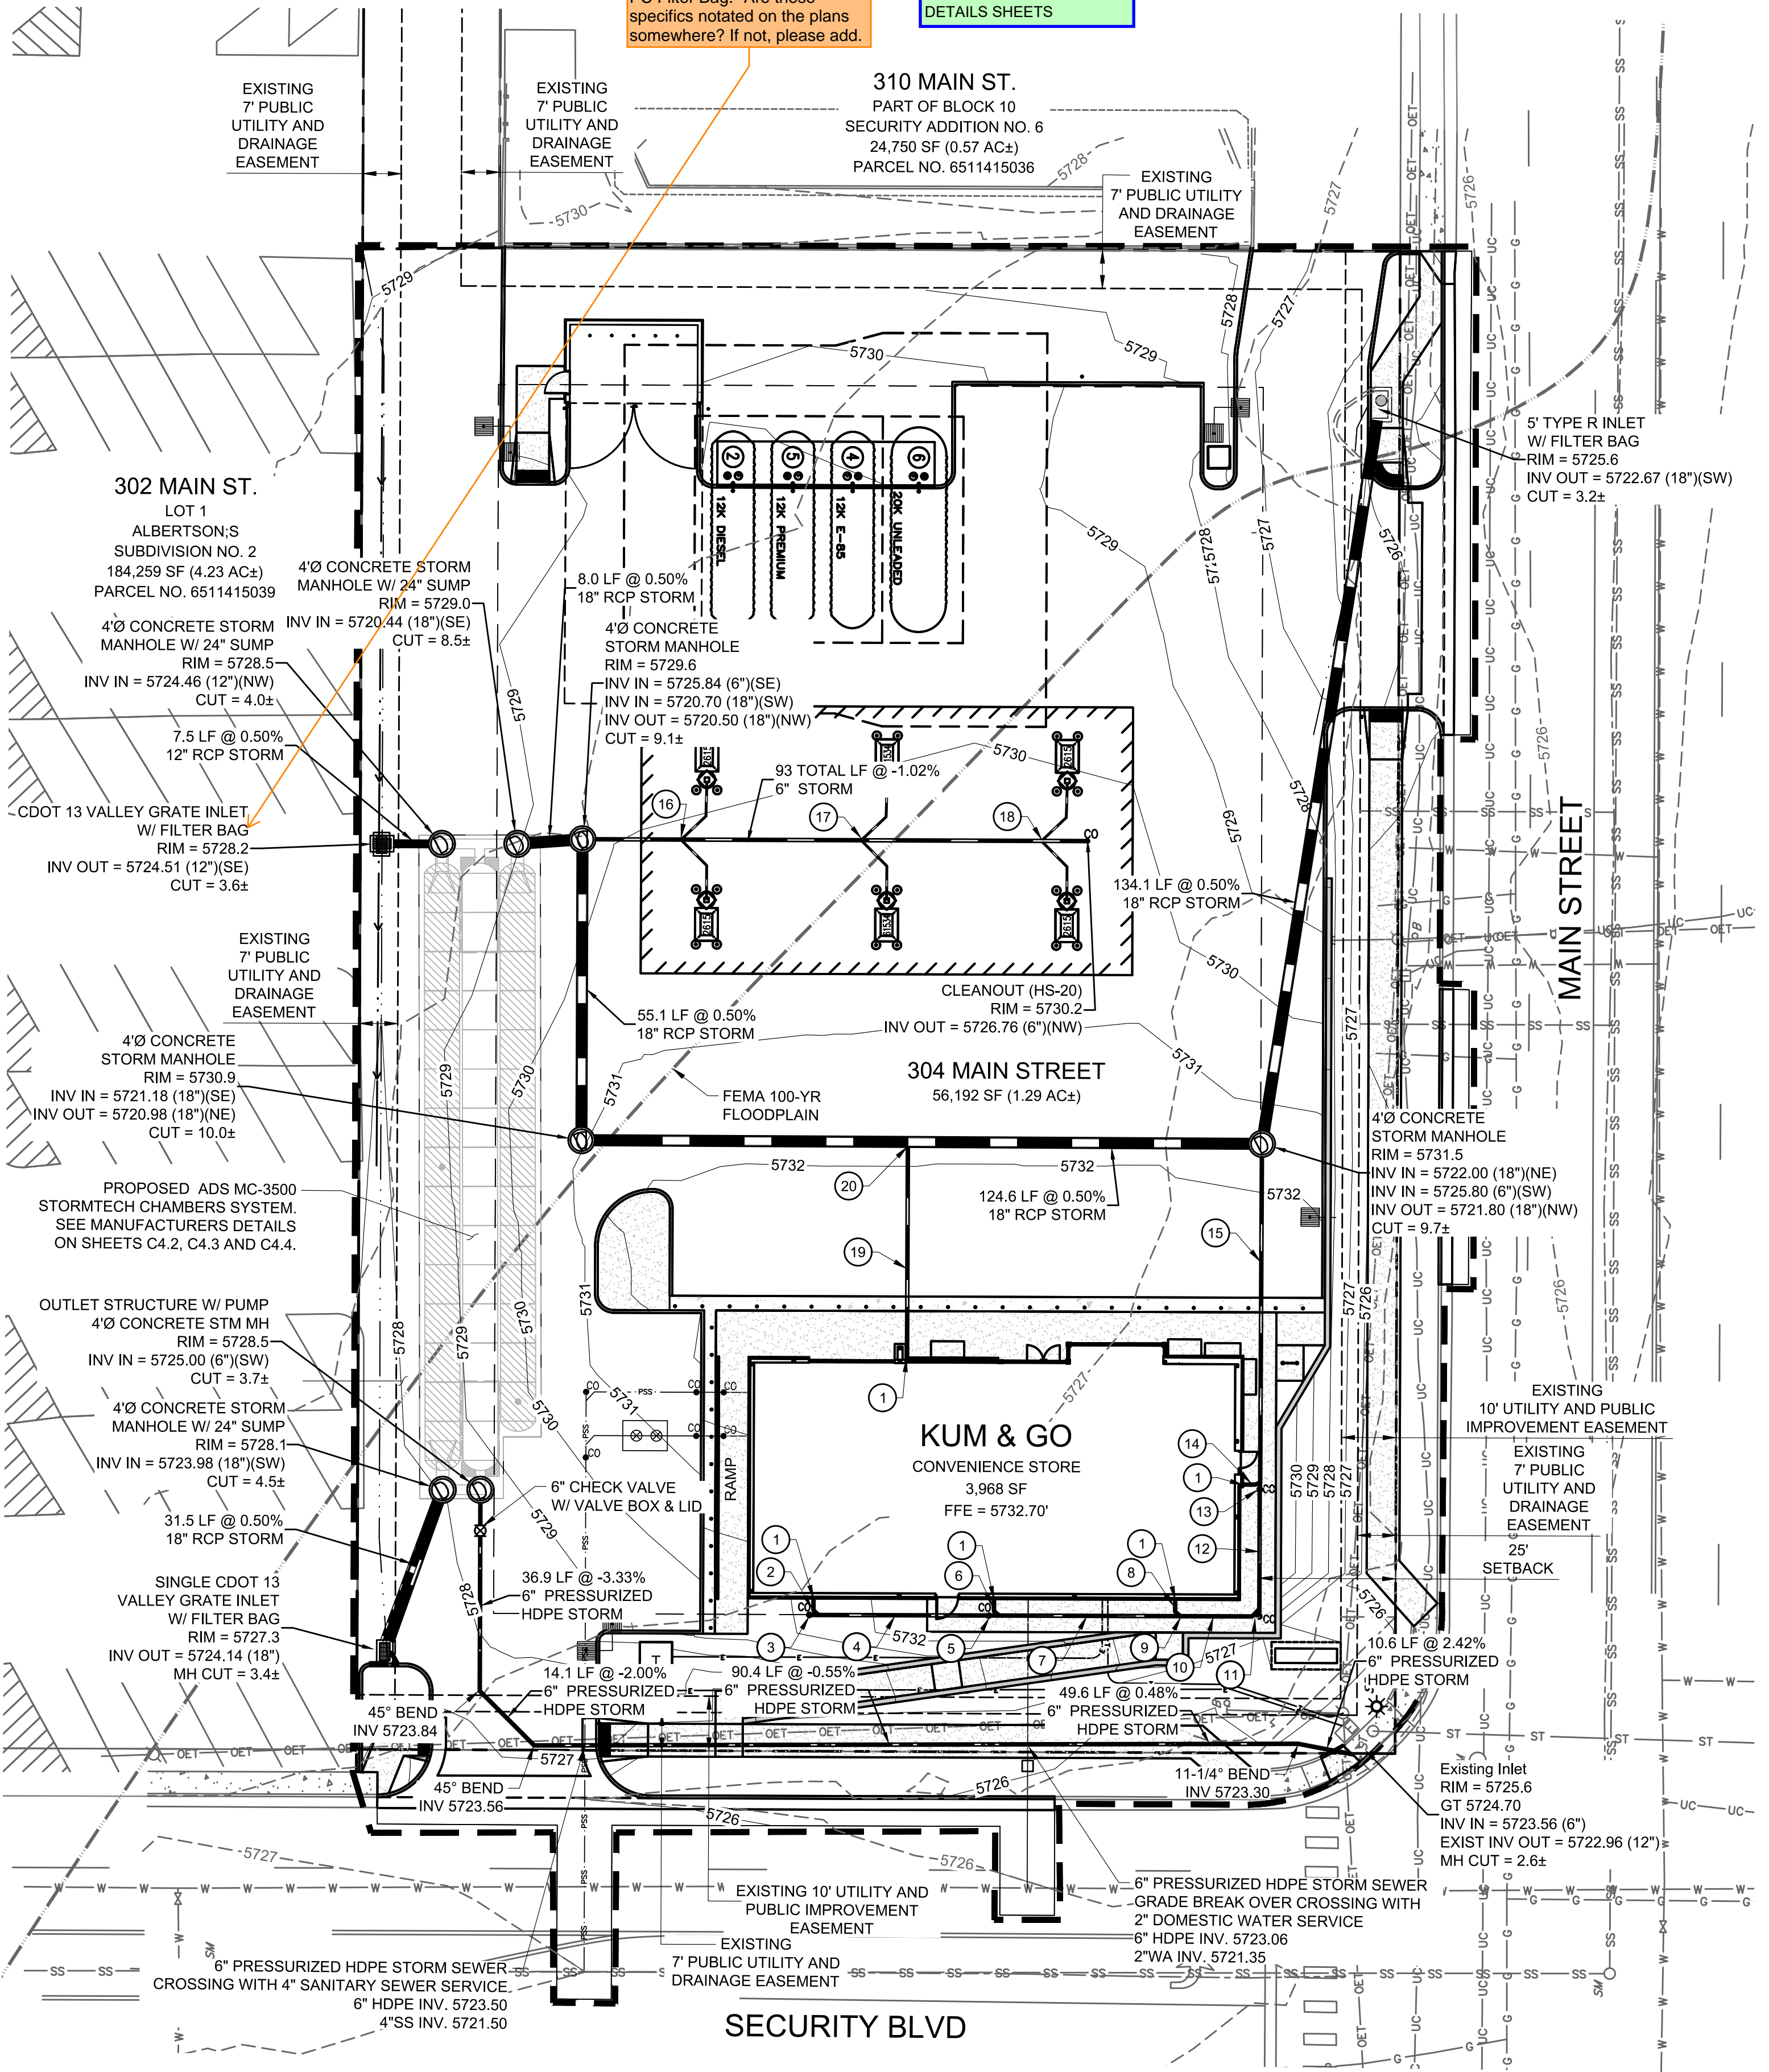 specifics notated on the plans
somewhere? If not, please add.
DETAILS SHEETS
EXISTING
7' PUBLIC
UTILITY AND
DRAINAGE
EASEMENT
EXISTING
7' PUBLIC
UTILITY AND
DRAINAGE
EASEMENT
310 MAIN ST.
PART OF BLOCK 10
SECURITY ADDITION NO. 6
24,750 SF (0.57 AC±)
PARCEL NO. 6511415036
EXISTING
7' PUBLIC UTILITY
AND DRAINAGE
EASEMENT
5' TYPE R INLET
W/ FILTER BAG
RIM = 5725.6
INV OUT = 5722.67 (18")(SW)
CUT = 3.2±
2
5
4
6
12K DIESEL
12K PREMIUM
12K E-85
20K UNLEADED
302 MAIN ST.
LOT 1
ALBERTSON;S
SUBDIVISION NO. 2
184,259 SF (4.23 AC±)
PARCEL NO. 6511415039
4'Ø CONCRETE STORM
MANHOLE W/ 24" SUMP
RIM = 5729.0
INV IN = 5720.44 (18")(SE)
CUT = 8.5±
8.0 LF @ 0.50%
18" RCP STORM
4'Ø CONCRETE STORM
MANHOLE W/ 24" SUMP
RIM = 5728.5
INV IN = 5724.46 (12")(NW)
CUT = 4.0±
4'Ø CONCRETE
STORM MANHOLE
RIM = 5729.6
INV IN = 5725.84 (6")(SE)
INV IN = 5720.70 (18")(SW)
INV OUT = 5720.50 (18")(NW)
CUT = 9.1±
7.5 LF @ 0.50%
12" RCP STORM
93 TOTAL LF @ -1.02%
6" STORM
16
17
18
CO
CDOT 13 VALLEY GRATE INLET
W/ FILTER BAG
RIM = 5728.2
INV OUT = 5724.51 (12")(SE)
CUT = 3.6±
134.1 LF @ 0.50%
18" RCP STORM
MAIN STREET
EXISTING
7' PUBLIC
UTILITY AND
DRAINAGE
EASEMENT
55.1 LF @ 0.50%
18" RCP STORM
CLEANOUT (HS-20)
RIM = 5730.2
INV OUT = 5726.76 (6")(NW)
4'Ø CONCRETE
STORM MANHOLE
RIM = 5730.9
INV IN = 5721.18 (18")(SE)
INV OUT = 5720.98 (18")(NE)
CUT = 10.0±
304 MAIN STREET
56,192 SF (1.29 AC±)
FEMA 100-YR
FLOODPLAIN
4'Ø CONCRETE
STORM MANHOLE
RIM = 5731.5
INV IN = 5722.00 (18")(NE)
INV IN = 5725.80 (6")(SW)
INV OUT = 5721.80 (18")(NW)
CUT = 9.7±
PROPOSED ADS MC-3500
STORMTECH CHAMBERS SYSTEM.
SEE MANUFACTURERS DETAILS
ON SHEETS C4.2, C4.3 AND C4.4.
20
124.6 LF @ 0.50%
18" RCP STORM
15
19
OUTLET STRUCTURE W/ PUMP
4'Ø CONCRETE STM MH
RIM = 5728.5
INV IN = 5725.00 (6")(SW)
CUT = 3.7±
1
4'Ø CONCRETE STORM
MANHOLE W/ 24" SUMP
RIM = 5728.1
INV IN = 5723.98 (18")(SW)
CUT = 4.5±
KUM & GO
CONVENIENCE STORE
3,968 SF
FFE = 5732.70'
RAMP
EXISTING
10' UTILITY AND PUBLIC
IMPROVEMENT EASEMENT
EXISTING
7' PUBLIC
UTILITY AND
DRAINAGE
EASEMENT
25'
SETBACK
14
1
13
12
6" CHECK VALVE
W/ VALVE BOX & LID
31.5 LF @ 0.50%
18" RCP STORM
36.9 LF @ -3.33%
6" PRESSURIZED
HDPE STORM
1
2
1
6
1
8
SINGLE CDOT 13
VALLEY GRATE INLET
W/ FILTER BAG
RIM = 5727.3
INV OUT = 5724.14 (18")
MH CUT = 3.4±
3
4
5
7
9
10
11
14.1 LF @ -2.00%
6" PRESSURIZED
HDPE STORM
90.4 LF @ -0.55%
6" PRESSURIZED
HDPE STORM
49.6 LF @ 0.48%
6" PRESSURIZED
HDPE STORM
10.6 LF @ 2.42%
6" PRESSURIZED
HDPE STORM
45° BEND
INV 5723.84
45° BEND
INV 5723.56
11-1/4° BEND
INV 5723.30
Existing Inlet
RIM = 5725.6
GT 5724.70
INV IN = 5723.56 (6")
EXIST INV OUT = 5722.96 (12")
MH CUT = 2.6±
EXISTING 10' UTILITY AND
PUBLIC IMPROVEMENT
EASEMENT
EXISTING
7' PUBLIC UTILITY AND
DRAINAGE EASEMENT
6" PRESSURIZED HDPE STORM SEWER
GRADE BREAK OVER CROSSING WITH
2" DOMESTIC WATER SERVICE
6" HDPE INV. 5723.06
2"WA INV. 5721.35
6" PRESSURIZED HDPE STORM SEWER
CROSSING WITH 4" SANITARY SEWER SERVICE
6" HDPE INV. 5723.50
4"SS INV. 5721.50
SECURITY BLVD